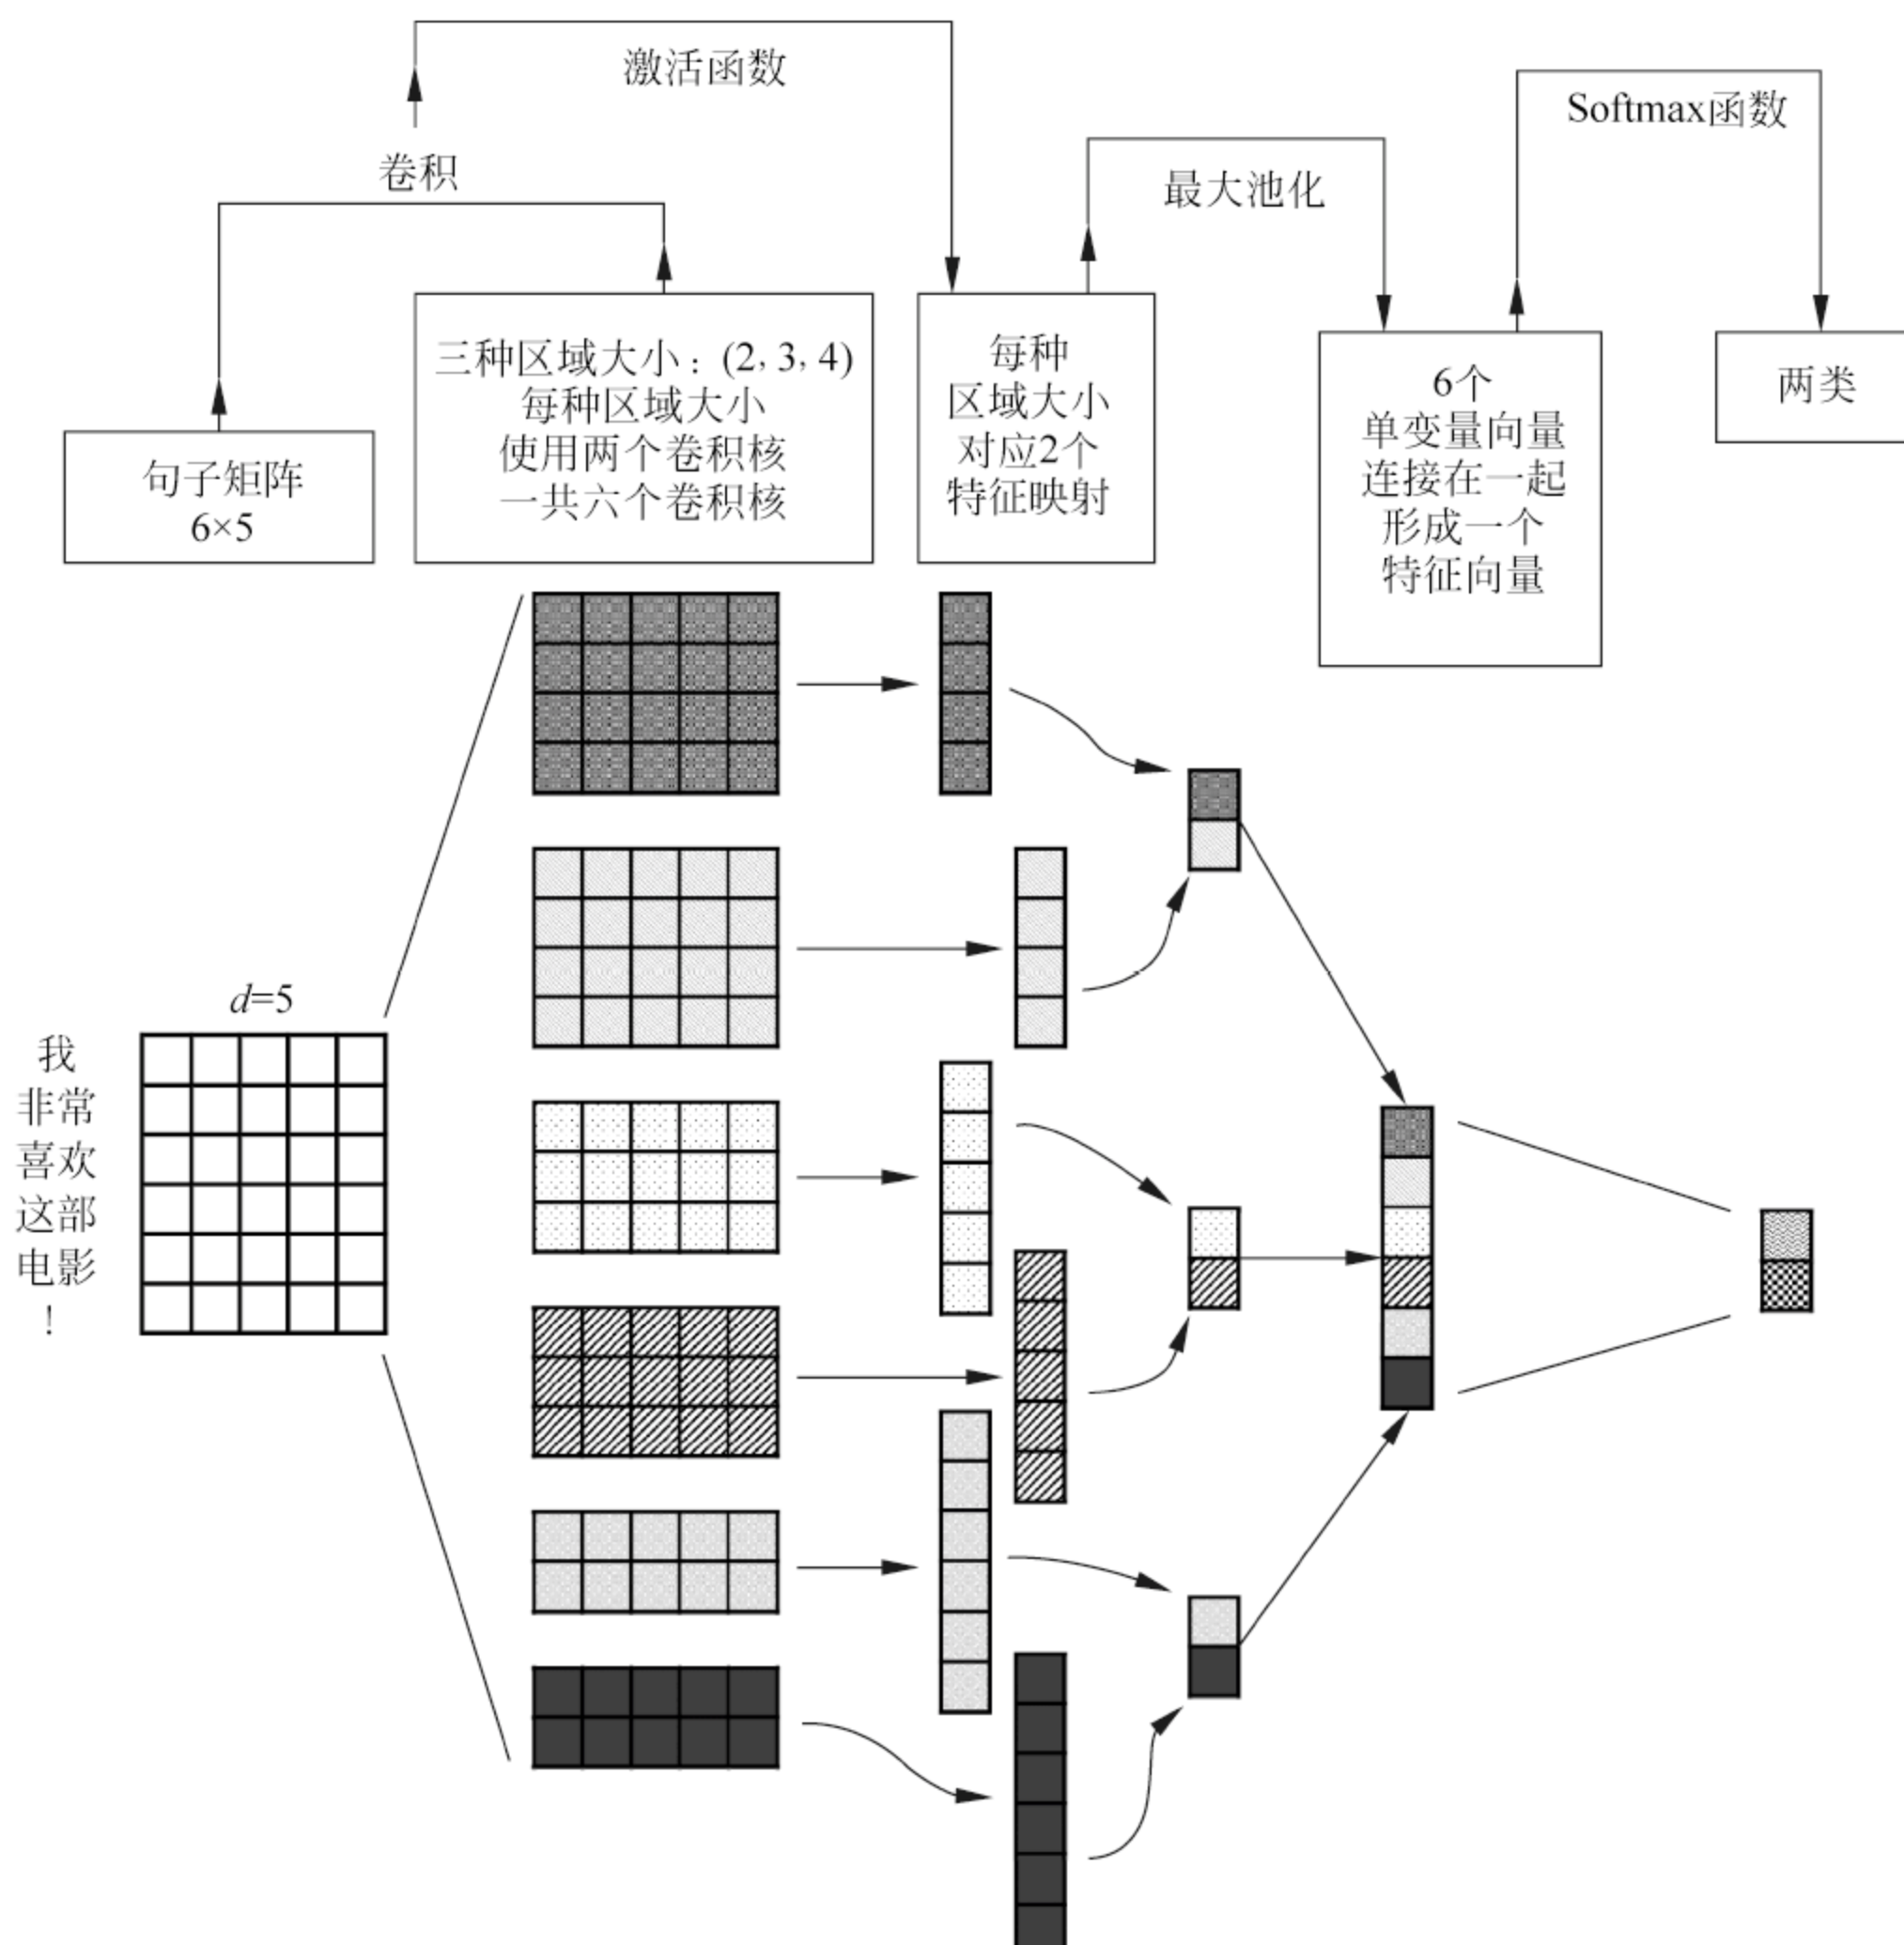 激活函数
Softmax函数
卷积
最大池化
句子矩阵
6×5
三种区域大小：(2, 3, 4)
每种区域大小
使用两个卷积核
一共六个卷积核
每种
区域大小
对应2个
特征映射
6个
单变量向量
连接在一起
形成一个
特征向量
两类
d=5
我
非常
喜欢
这部
电影
！